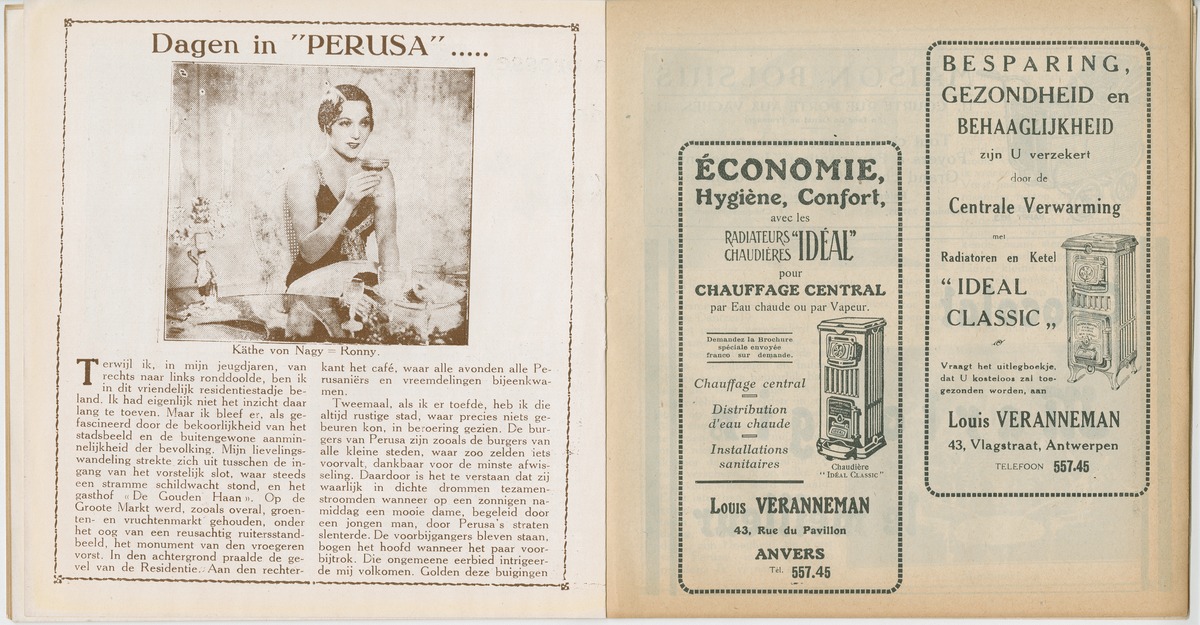 Dagen in "PERUSA".....
Käthe von Nagy = Ronny.
Terwijl ik, in mijn jeugdjaren, van
rechts naar links ronddoolde, ben ik
in dit vriendelijk residentiestadje be-
land. Ik had eigenlijk niet het inzicht daar
lang te toeven. Maar ik bleef er, als ge-
fascineerd door de bekoorlijkheid van het
stadsbeeld en de buitengewone aanmin-
nelijkheid der bevolking. Mijn lievelings-
wandeling strekte zich uit tusschen de in-
gang van het vorstelijk slot, waar steeds
een stramme schildwacht stond, en het
gasthof «De Gouden Haan». Op de
Groote Markt werd, zooals overal, groen-
ten- en vruchtenmarkt gehouden, onder
het oog van een reusachtig ruitersstand-
beeld, het monument van den vroegeren
vorst. In den achtergrond praalde de ge-
vel van de Residentie. Aan den rechter-
kant het café, waar alle avonden alle Pe-
rusaniërs en vreemdelingen bijeenkwa-
men.
Tweemaal, als ik er toefde, heb ik die
altijd rustige stad, waar precies niets ge-
beuren kon, in beroering gezien. De bur-
gers van Perusa zijn zooals de burgers van
alle kleine steden, waar zoo zelden iets
voorvalt, dankbaar voor de minste afwis-
seling. Daardoor is het te verstaan dat zij
waarlijk in dichte drommen tezamen-
stroomden wanneer op een zonnigen na-
middag een mooie dame, begeleid door
een jongen man, door Perusa's straten
slenterde. De voorbijgangers bleven staan,
bogen het hoofd wanneer het paar voor-
bijtrok. Die ongemeene eerbied intrigeer-
de mij volkomen. Golden deze buigingen
ÉCONOMIE,
Hygiène, Confort,
avec les
RADIATEURS
CHAUDIÈRES "IDÉAL"
pour
CHAUFFAGE CENTRAL
par Eau chaude ou par Vapeur.
Demandez la Brochure
spéciale envoyée
franco sur demande.
Chauffage central
Distribution
d'eau chaude
Installations
sanitaires
Chaudière
"IDÉAL CLASSIC"
Louis VERANNEMAN
43, Rue du Pavillon
ANVERS
Tél. 557.45
BESPARING,
GEZONDHEID en
BEHAAGLIJKHEID
zijn U verzekert
door de
Centrale Verwarming
met
Radiatoren en Ketel
"IDEAL
CLASSIC„
Vraagt het uitlegboekje,
dat U kosteloos zal toe-
gezonden worden, aan
Louis VERANNEMAN
43, Vlagstraat, Antwerpen
TELEFOON 557.45